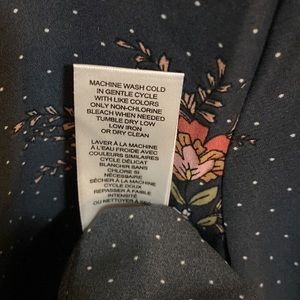 MACHINE WASH COLD
IN GENTLE CYCLE
WITH LIKE COLORS
ONLY NON-CHLORINE
BLEACH WHEN NEEDED
TUMBLE DRY LOW
LOW IRON
OR DRY CLEAN
LAVER À LA MACHINE
À L'EAU FROIDE AVEC
COULEURS SIMILAIRES
CYCLE DÉLICAT
BLANCHIR SANS
CHLORE SI
NÉCESSAIRE
SÉCHER À LA MACHINE
CYCLE DOUX
REPASSER À FAIBLE
INTENSITÉ
OU NETTOYER À SEC